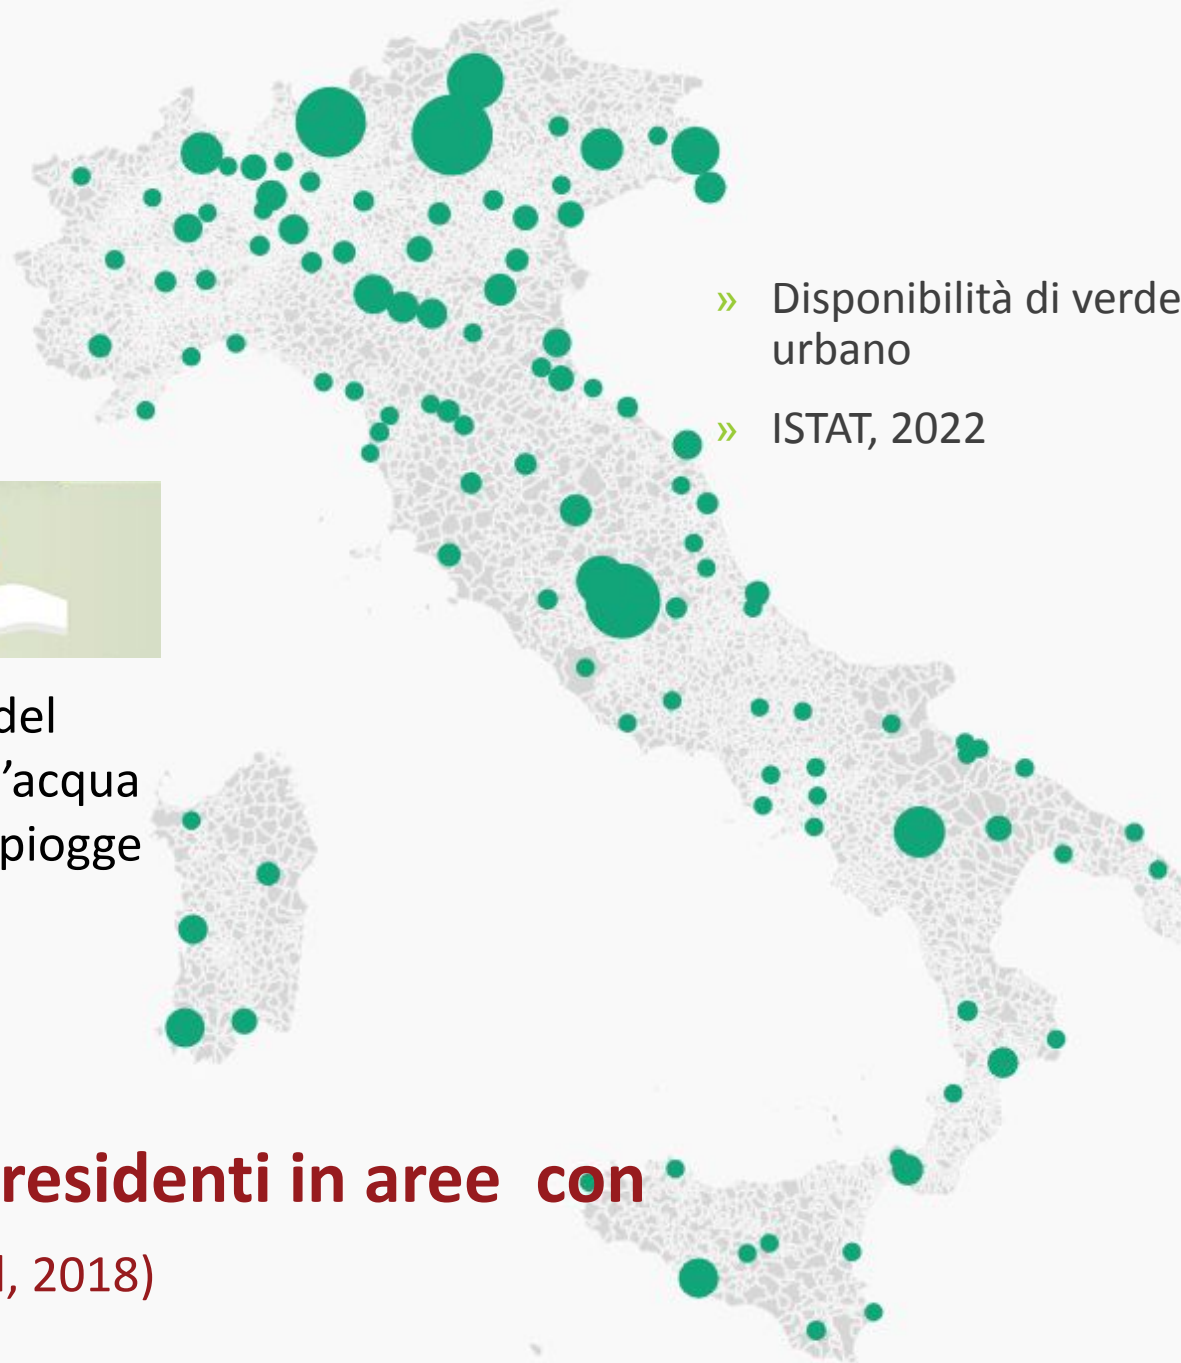 » Disponibilità di verde
urbano
» ISTAT, 2022
del
’acqua
piogge
residenti in aree con
, 2018)